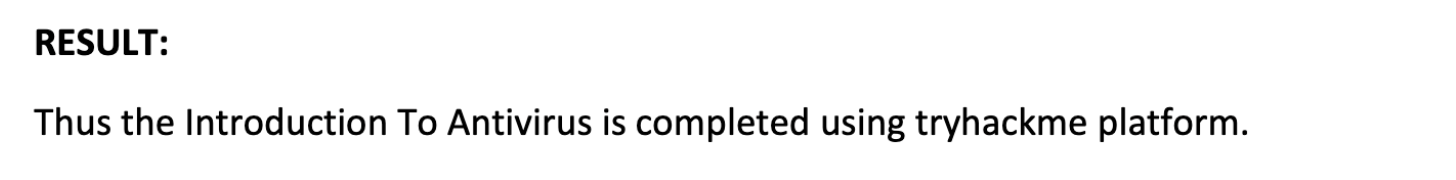 RESULT:
Thus the Introduction To Antivirus is completed using tryhackme platform.